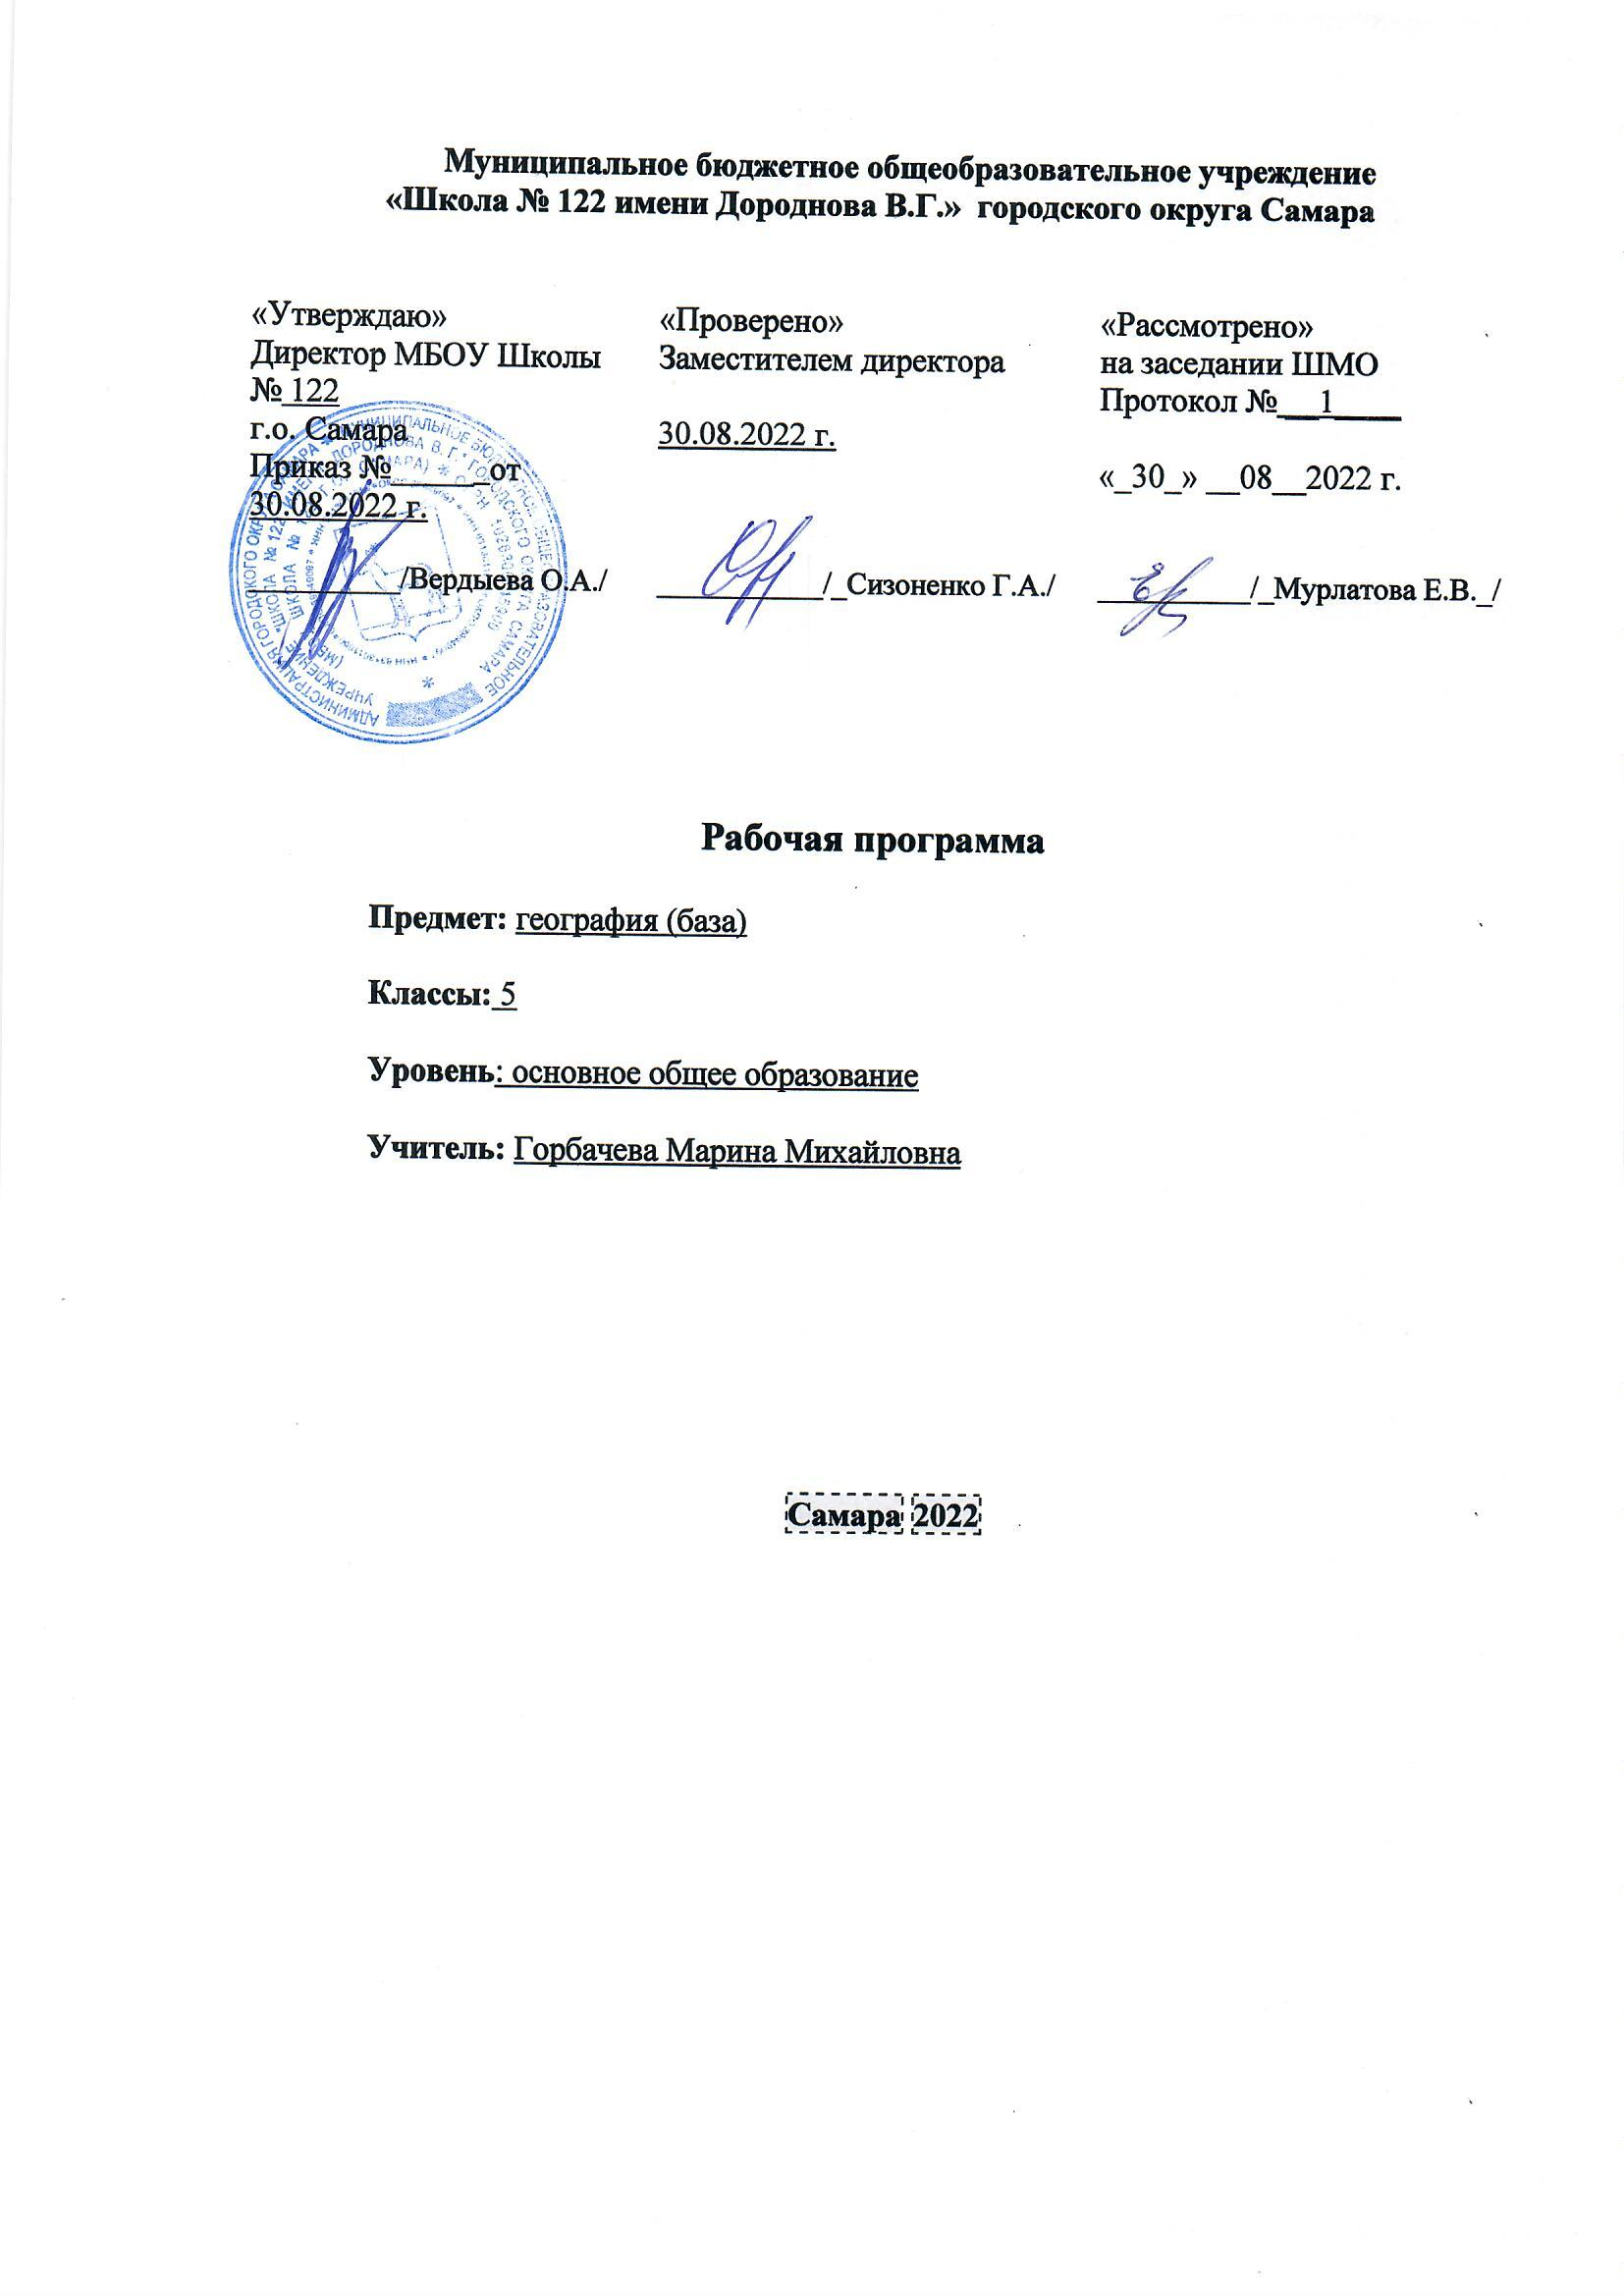 Муниципальное бюджетное общеобразовательное учреждение
«Школа № 122 имени Дороднова В.Г.» городского округа Самара
«Утверждаю»
Директор МБОУ Школы
№ 122
г.о. Самара
Приказ №______от
30.08.2022 г.
_________/Вердыева О.А./
«Проверено»
Заместителем директора
30.08.2022 г.
__________/_Сизоненко Г.А./
«Рассмотрено»
на заседании ШМО
Протокол №__1____
«_30_» __08__2022 г.
_________/_Мурлатова Е.В._/
Рабочая программа
Предмет: география (база)
Классы: 5
Уровень: основное общее образование
Учитель: Горбачева Марина Михайловна
Самара 2022